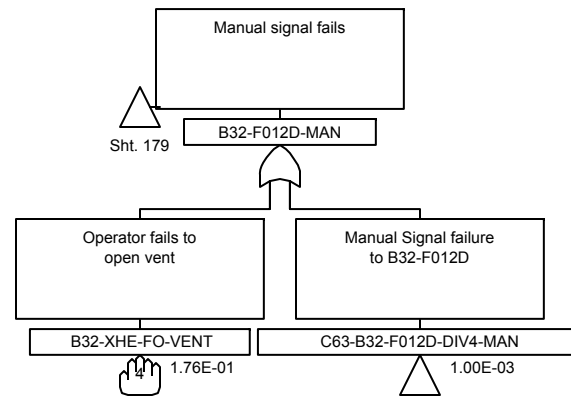 Manual signal fails
Sht. 179
B32-F012D-MAN
Operator fails to
open vent
Manual Signal failure
to B32-F012D
B32-XHE-FO-VENT
C63-B32-F012D-DIV4-MAN
4
1.76E-01
1.00E-03